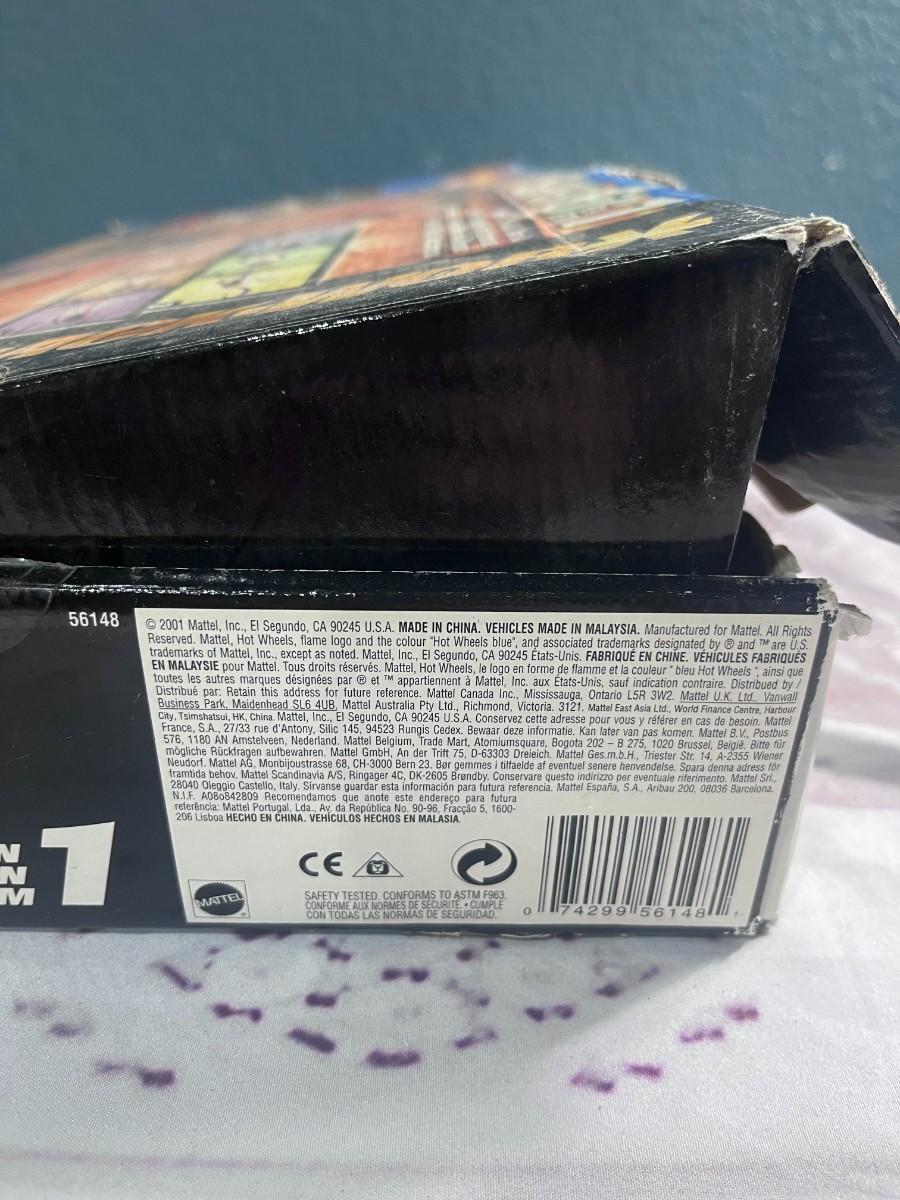 56148
© 2001 Mattel, Inc., El Segundo, CA 90245 U.S.A. MADE IN CHINA. VEHICLES MADE IN MALAYSIA. Manufactured for Mattel. All Rights
Reserved. Mattel, Hot Wheels, flame logo and the colour "Hot Wheels blue", and associated trademarks designated by ® and ™ are U.S.
trademarks of Mattel, Inc., except as noted. Mattel, Inc., El Segundo, CA 90245 États-Unis. FABRIQUÉ EN CHINE. VÉHICULES FABRIQUÉS
EN MALAYSIE pour Mattel. Tous droits réservés. Mattel, Hot Wheels, le logo en forme de flamme et la couleur " bleu Hot Wheels ", ainsi que
toutes les autres marques désignées par ® et ™ appartiennent à Mattel, Inc. aux États-Unis, sauf indication contraire. Distribued by /
Distribué par: Retain this address for future reference. Mattel Canada Inc., Mississauga, Ontario L5R 3W2. Mattel U.K. Ltd., Vanwall
Business Park, Maidenhead SL6 4UB. Mattel Australia Pty Ltd., Richmond, Victoria. 3121. Mattel East Asia Ltd., World Finance Centre, Harbour
City, Tsimshatsui, HK, China. Mattel, Inc., El Segundo, CA 90245 U.S.A. Conservez cette adresse pour vous y référer en cas de besoin. Mattel
France, S.A., 27/33 rue d'Antony, Silic 145, 94523 Rungis Cedex. Bewaar deze informatie. Kan later van pas komen. Mattel B.V., Postbus
576, 1180 AN Amstelveen, Nederland. Mattel Belgium, Trade Mart, Atomiumsquare, Bogota 202 – B 275, 1020 Brussel, België. Bitte für
mögliche Rückfragen aufbewahren. Mattel GmbH, An der Trift 75, D-63303 Dreieich. Mattel Ges.m.b.H., Triester Str. 14, A-2355 Wiener
Neudorf. Mattel AG, Monbijoustrasse 68, CH-3000 Bern 23. Bør gemmes i tilfaelde af eventuel senere henvendelse. Spara denna adress för
framtida behov. Mattel Scandinavia A/S, Ringager 4C, DK-2605 Brøndby. Conservare questo indirizzo per eventuale riferimento. Mattel Srl.,
28040 Oleggio Castello, Italy. Sírvanse guardar esta información para futura referencia. Mattel España, S.A., Aribau 200, 08036 Barcelona.
N.I.F. A08o842809 Recomendamos que anote este endereço para futura
referência: Mattel Portugal, Lda., Av. da República No. 90-96, Fracção 5, 1600-
206 Lisboa HECHO EN CHINA. VEHÍCULOS HECHOS EN MALASIA.
N
N
M
1
CE
MATTEL
SAFETY TESTED. CONFORMS TO ASTM F963.
CONFORME AUX NORMES DE SÉCURITÉ. • CUMPLE
CON TODAS LAS NORMAS DE SEGURIDAD.
0 74299 56148 1